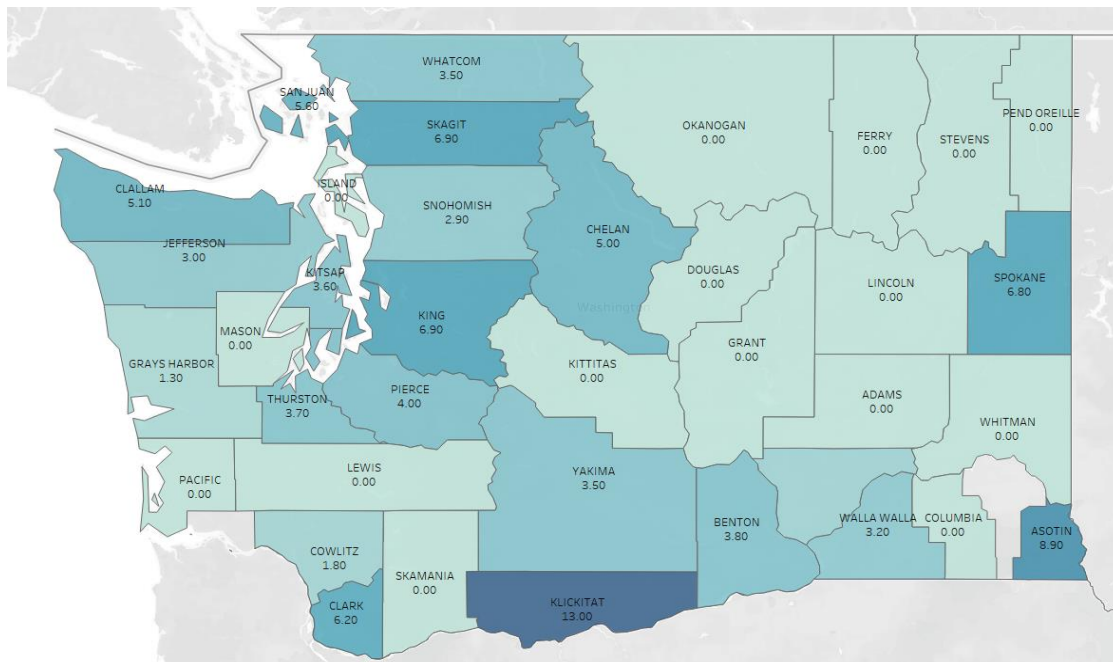 WHATCOM
3.50
SAN JUAN
5.60
SKAGIT
6.90
OKANOGAN
0.00
FERRY
0.00
STEVENS
0.00
PEND OREILLE
0.00
ISLAND
0.00
CLALLAM
5.10
SNOHOMISH
2.90
CHELAN
5.00
JEFFERSON
3.00
KITSAP
3.60
DOUGLAS
0.00
LINCOLN
0.00
SPOKANE
6.80
Washington
KING
6.90
MASON
0.00
GRANT
0.00
GRAYS HARBOR
1.30
KITTITAS
0.00
PIERCE
4.00
THURSTON
3.70
ADAMS
0.00
WHITMAN
0.00
LEWIS
0.00
YAKIMA
3.50
PACIFIC
0.00
BENTON
3.80
WALLA WALLA
3.20
COLUMBIA
0.00
ASOTIN
8.90
COWLITZ
1.80
SKAMANIA
0.00
CLARK
6.20
KLICKITAT
13.00